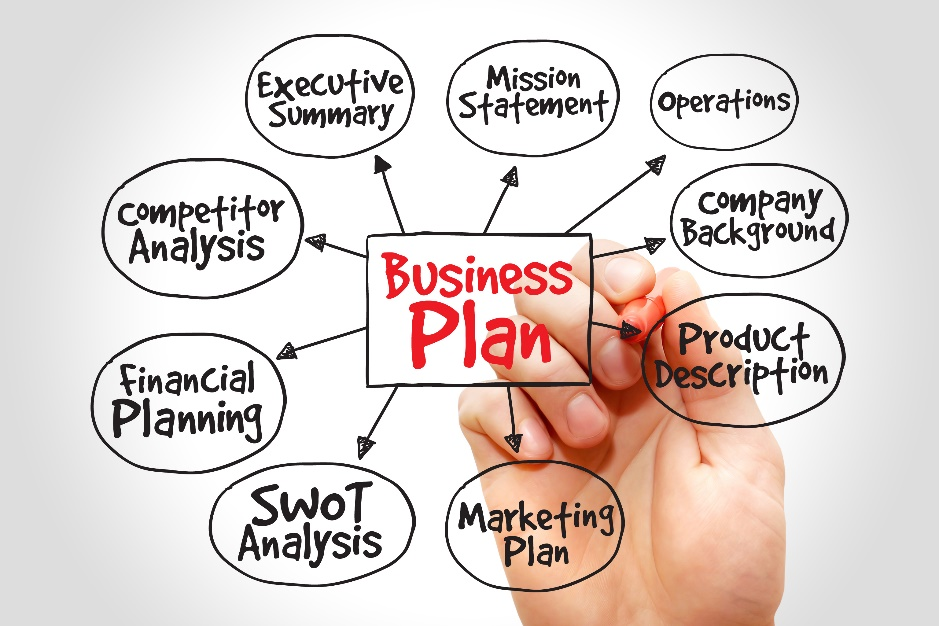 Executive
Summary
Mission
Statement
Operations
Competitor
Analysis
Company
Background
Business
Plan
Product
Description
Financial
Planning
SWOT
Analysis
Marketing
Plan